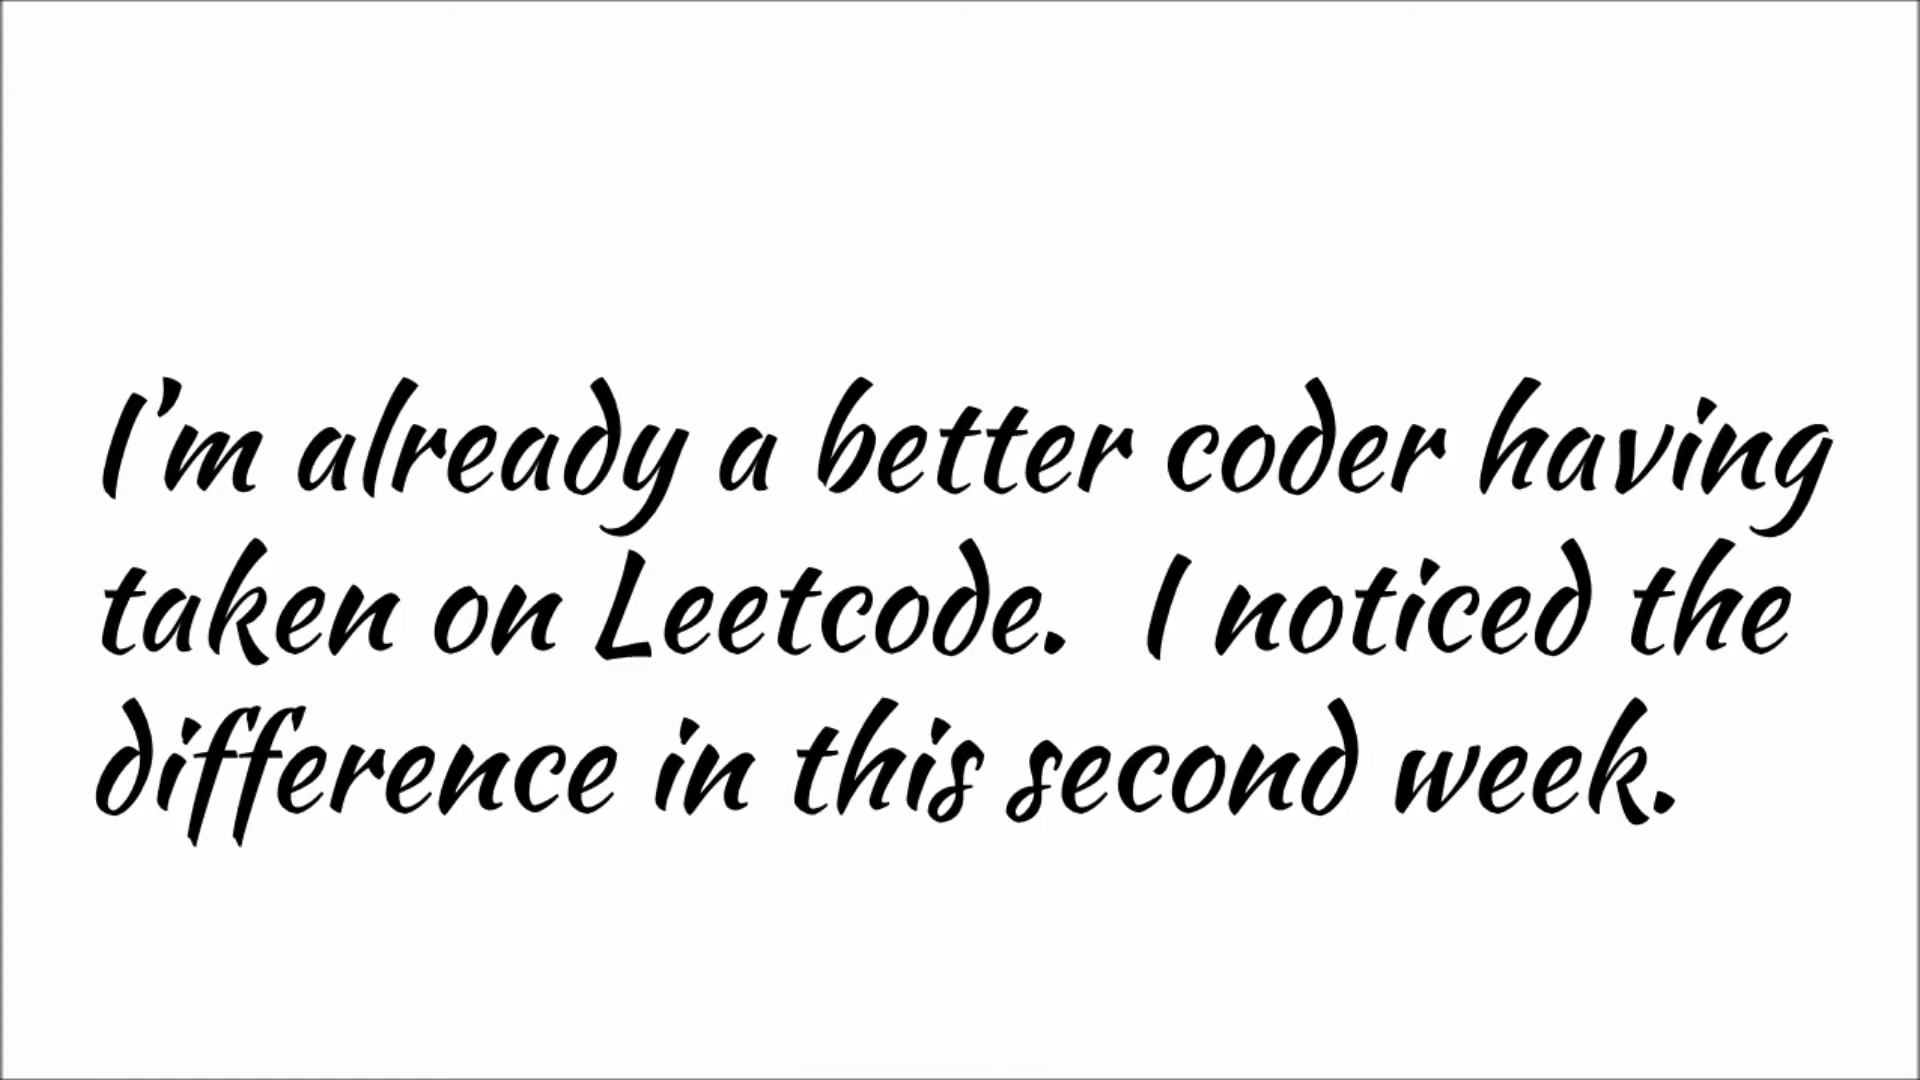 I'm already a better coder having
taken on Leetcode.  I noticed the
difference in this second week.